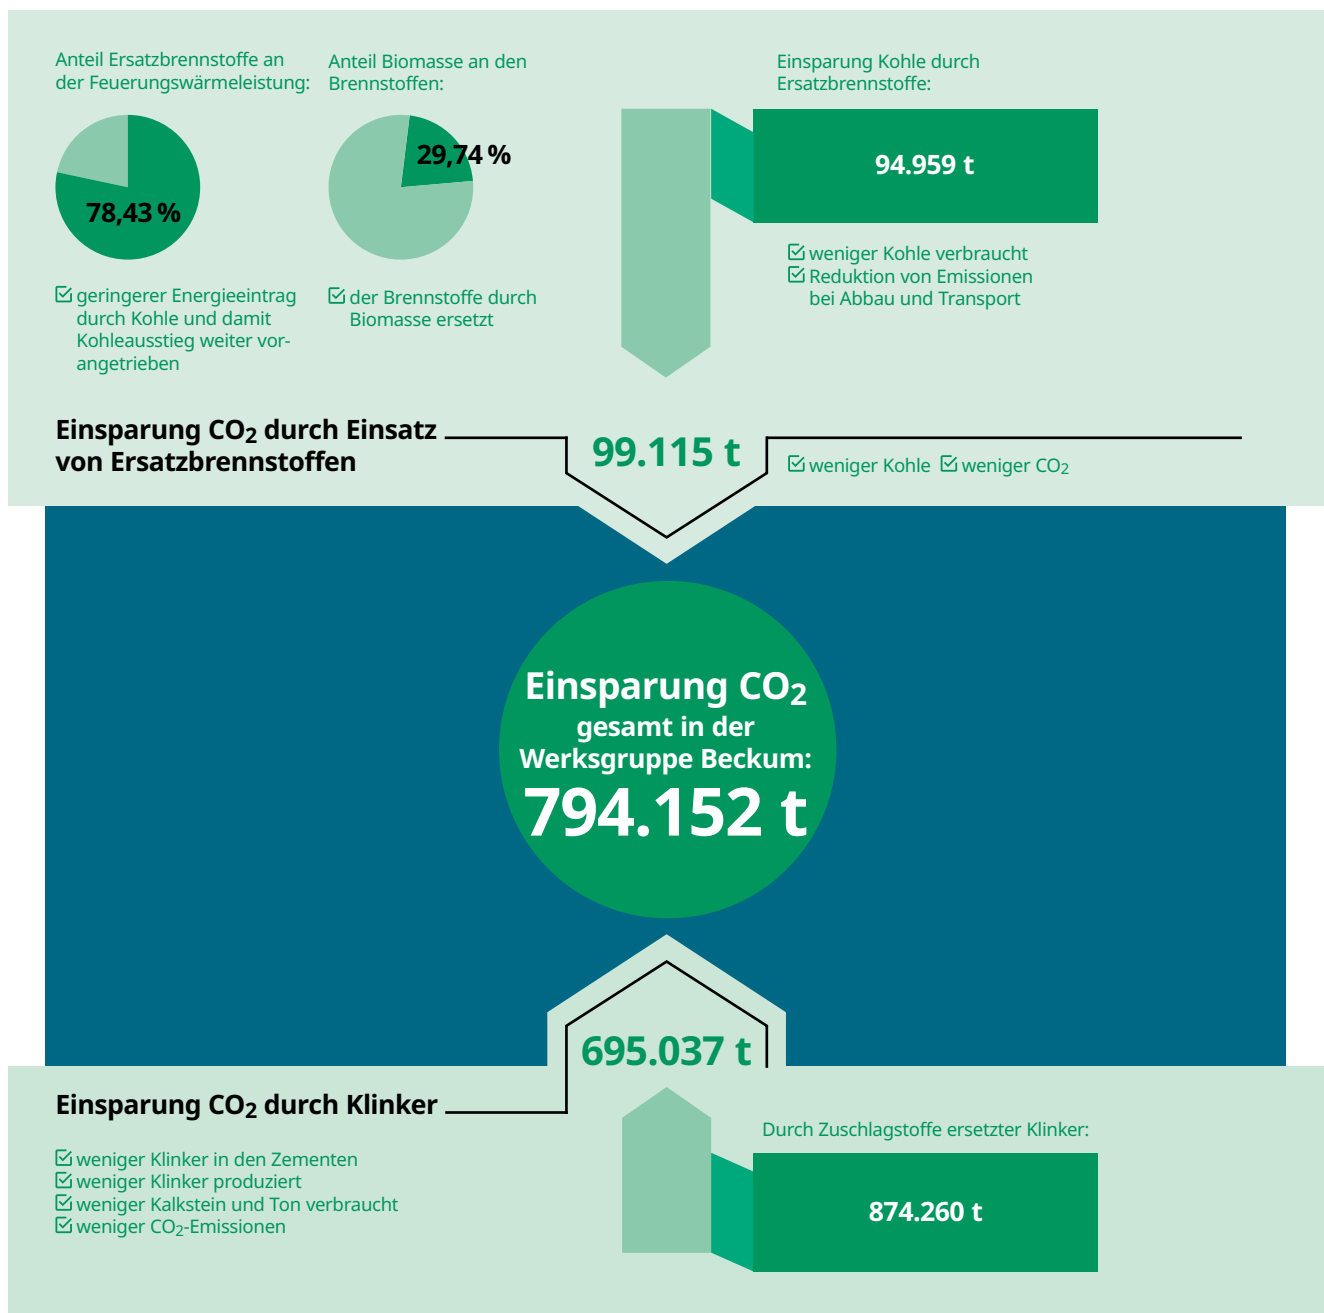 Anteil Ersatzbrennstoffe an
der Feuerungswärmeleistung:
78,43 %
geringerer Energieeintrag
durch Kohle und damit
Kohleausstieg weiter vor-
angetrieben
Anteil Biomasse an den
Brennstoffen:
29,74 %
der Brennstoffe durch
Biomasse ersetzt
Einsparung Kohle durch
Ersatzbrennstoffe:
94.959 t
weniger Kohle verbraucht
Reduktion von Emissionen
bei Abbau und Transport
Einsparung CO₂ durch Einsatz
von Ersatzbrennstoffen
99.115 t
weniger Kohle weniger CO₂
Einsparung CO₂
gesamt in der
Werksgruppe Beckum:
794.152 t
695.037 t
Einsparung CO₂ durch Klinker
weniger Klinker in den Zementen
weniger Klinker produziert
weniger Kalkstein und Ton verbraucht
weniger CO₂-Emissionen
Durch Zuschlagstoffe ersetzter Klinker:
874.260 t